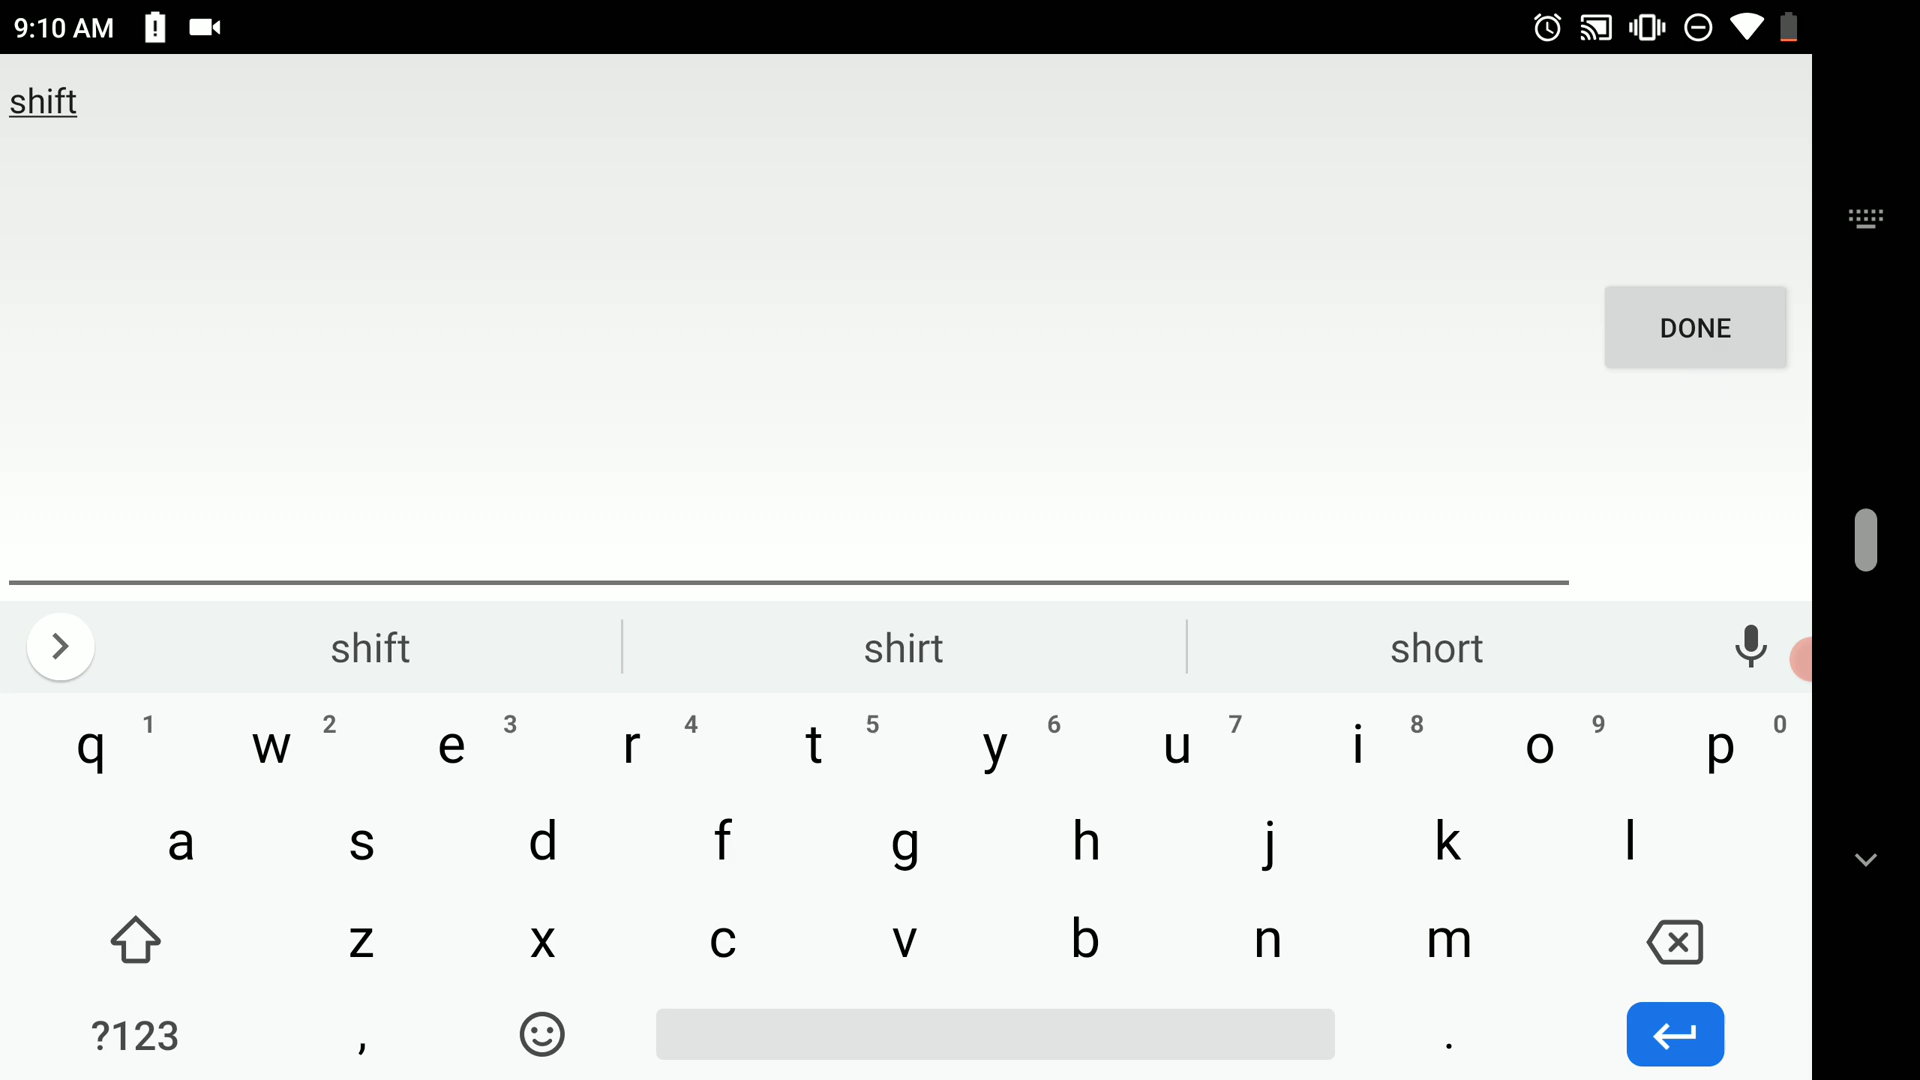 9:10 AM
shift
DONE
shift shirt short
q 1 w 2 e 3 r 4 t 5 y 6 u 7 i 8 o 9 p 0
a s d f g h j k l
z x c v b n m
?123 , .